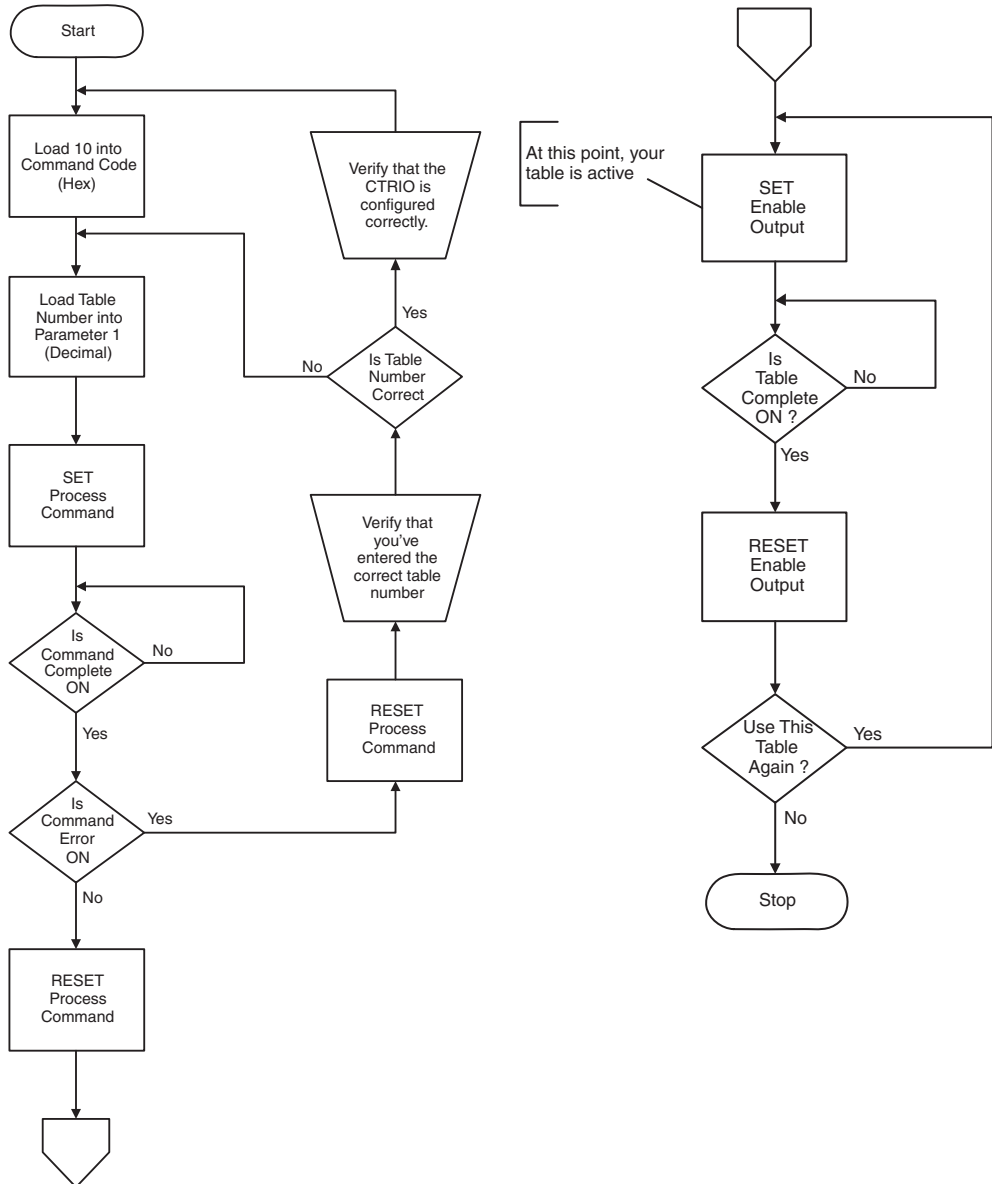 Start
Load 10 into
Command Code
(Hex)
Load Table
Number into
Parameter 1
(Decimal)
SET
Process
Command
Is
Command
Complete
ON
No
Yes
Is
Command
Error
ON
Yes
No
RESET
Process
Command
Verify that the
CTRIO is
configured
correctly.
Yes
Is Table
Number
Correct
No
Verify that
you've
entered the
correct table
number
RESET
Process
Command
At this point, your
table is active
SET
Enable
Output
Is
Table
Complete
ON ?
No
Yes
RESET
Enable
Output
Use This
Table
Again ?
Yes
No
Stop